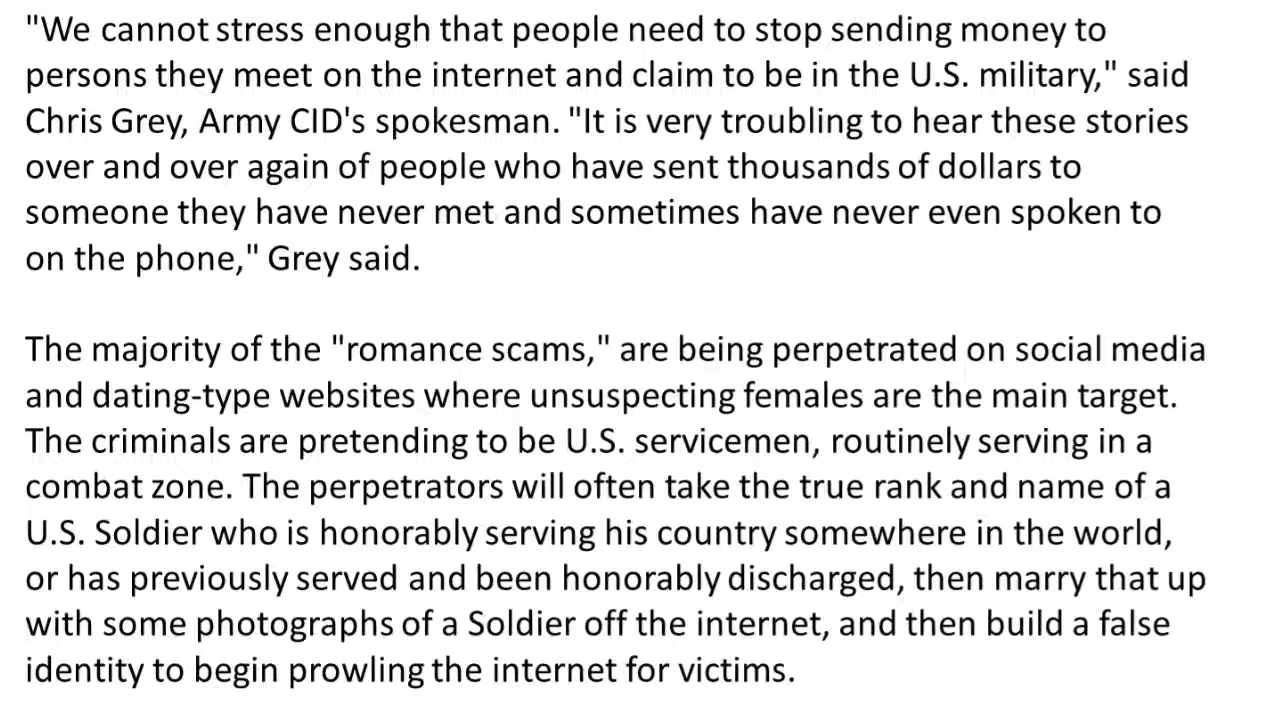 "We cannot stress enough that people need to stop sending money to
persons they meet on the internet and claim to be in the U.S. military," said
Chris Grey, Army CID's spokesman. "It is very troubling to hear these stories
over and over again of people who have sent thousands of dollars to
someone they have never met and sometimes have never even spoken to
on the phone," Grey said.
The majority of the "romance scams," are being perpetrated on social media
and dating-type websites where unsuspecting females are the main target.
The criminals are pretending to be U.S. servicemen, routinely serving in a
combat zone. The perpetrators will often take the true rank and name of a
U.S. Soldier who is honorably serving his country somewhere in the world,
or has previously served and been honorably discharged, then marry that up
with some photographs of a Soldier off the internet, and then build a false
identity to begin prowling the internet for victims.